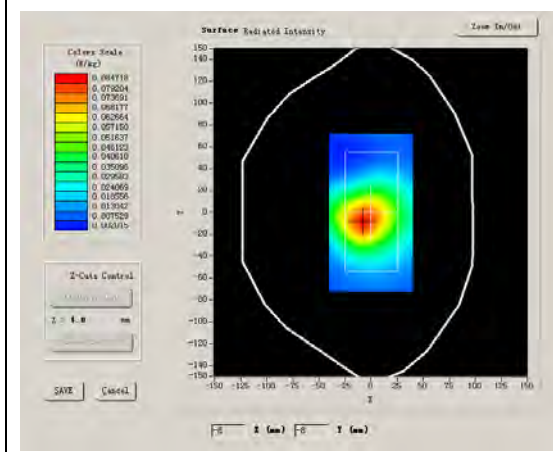 Surface Radiated Intensity
Zoom In/Out
Colors Scale
(W/kg)
0.084718
0.079204
0.073691
0.068177
0.062664
0.057150
0.051637
0.046123
0.040610
0.035096
0.029583
0.024069
0.018556
0.013042
0.007529
150
140
120
100
80
60
40
20
0
-20
-40
-60
-80
-100
-120
-140
-150
Y
-150 -125 -100 -75 -50 -25 0 25 50 75 100 125 150
X
Z-Cuts Control
Z = 4.0 mm
SAVE
Cancel
-8 X (mm) -8 Y (mm)